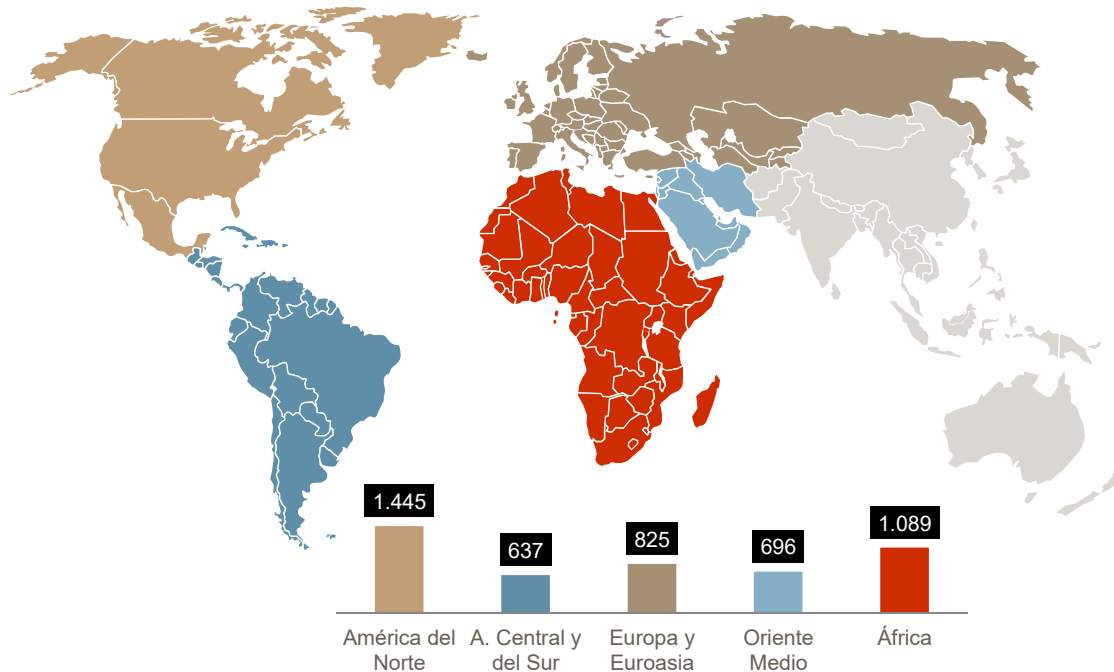 1.445
637
825
696
1.089
América del
Norte
A. Central y
del Sur
Europa y
Euroasia
Oriente
Medio
África